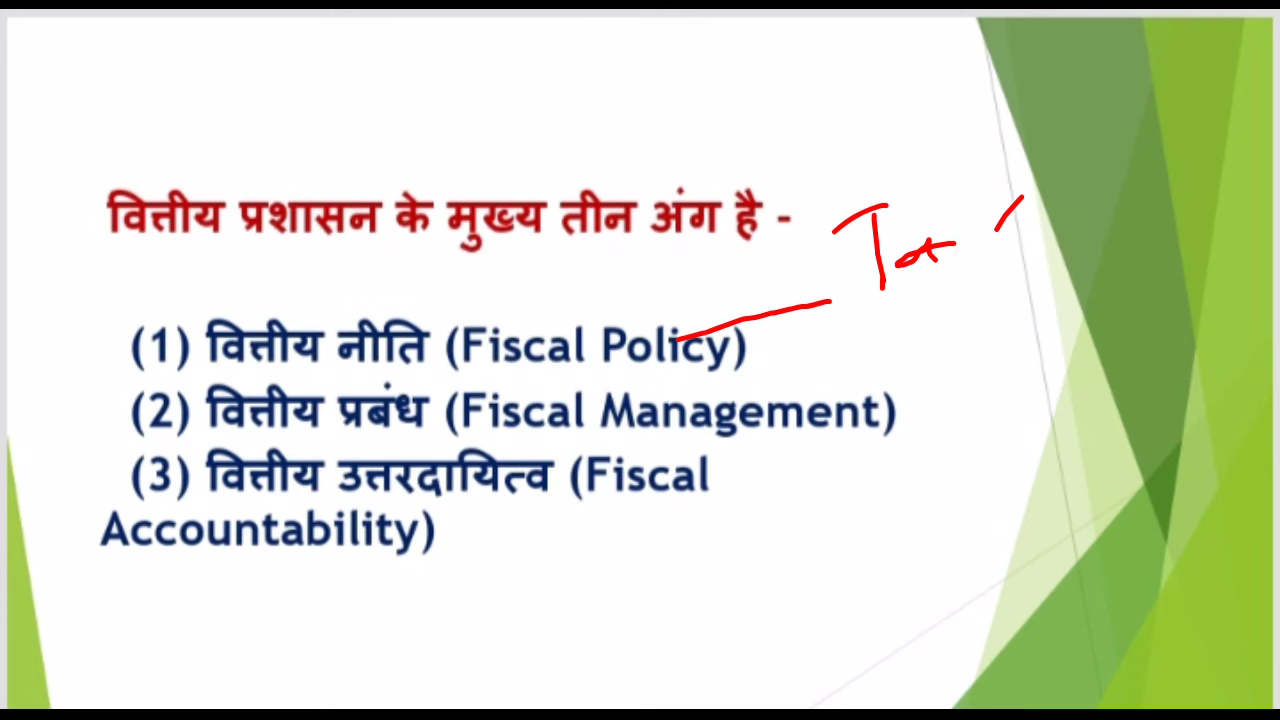 वित्तीय प्रशासन के मुख्य तीन अंग है -
(1) वित्तीय नीति (Fiscal Policy)
(2) वित्तीय प्रबंध (Fiscal Management)
(3) वित्तीय उत्तरदायित्व (Fiscal
Accountability)